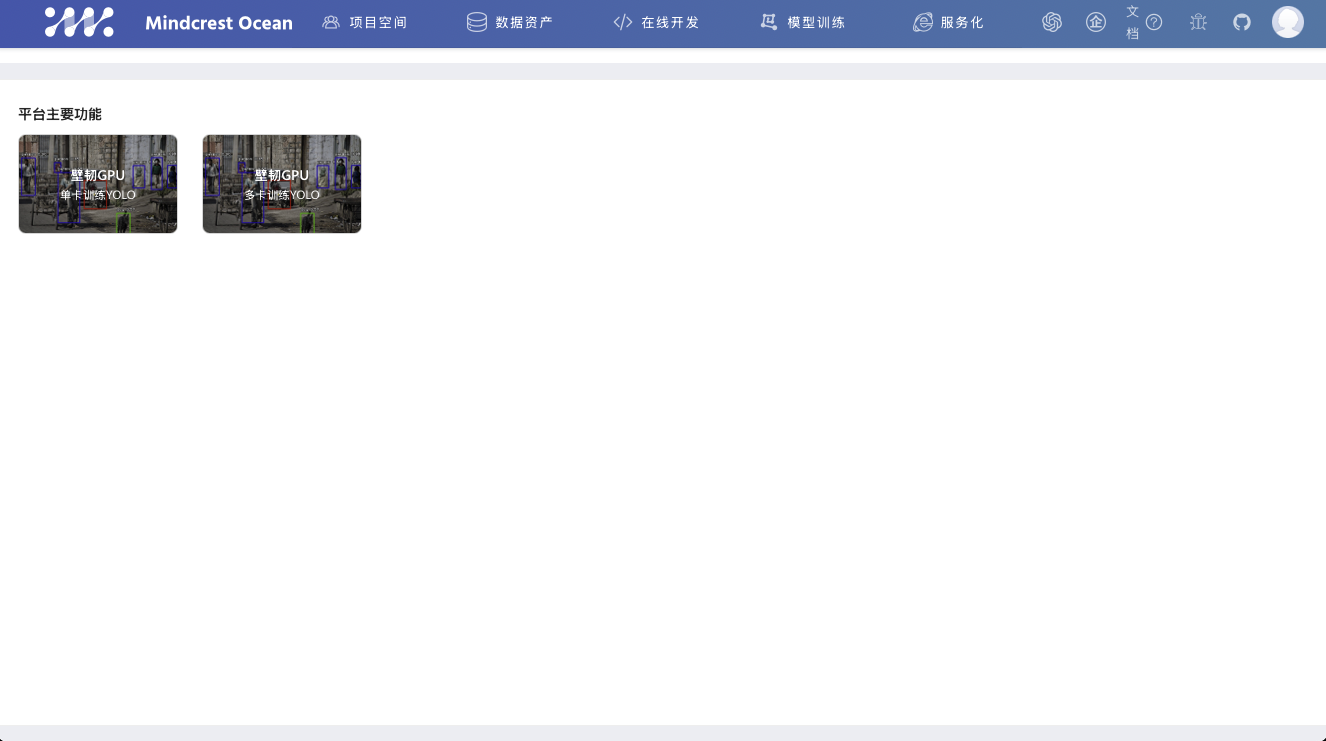 Mindcrest Ocean
项目空间
数据资产
在线开发
模型训练
服务化
企
文
档
平台主要功能
壁韧GPU
单卡训练YOLO
壁韧GPU
多卡训练YOLO